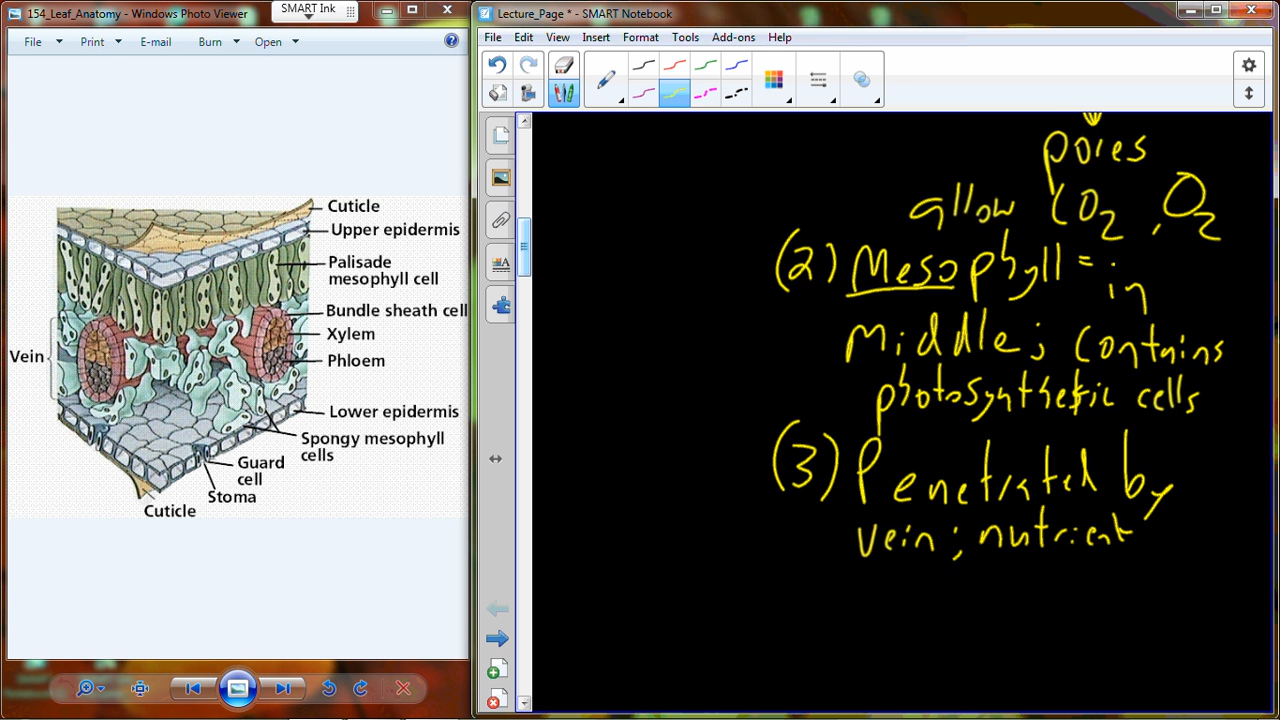 154_Leaf_Anatomy - Windows Photo Viewer
SMART Ink
File Print E-mail Burn Open
Cuticle
Upper epidermis
Palisade
mesophyll cell
Bundle sheath cell
Xylem
Vein
Phloem
Lower epidermis
Spongy mesophyll
cells
Guard
cell
Stoma
Cuticle
Lecture_Page * - SMART Notebook
File Edit View Insert Format Tools Add-ons Help
pores
allow CO2, O2
(2) Mesophyll = in
middle; contains
photosynthetic cells
(3) Penetrated by
vein; nutrient